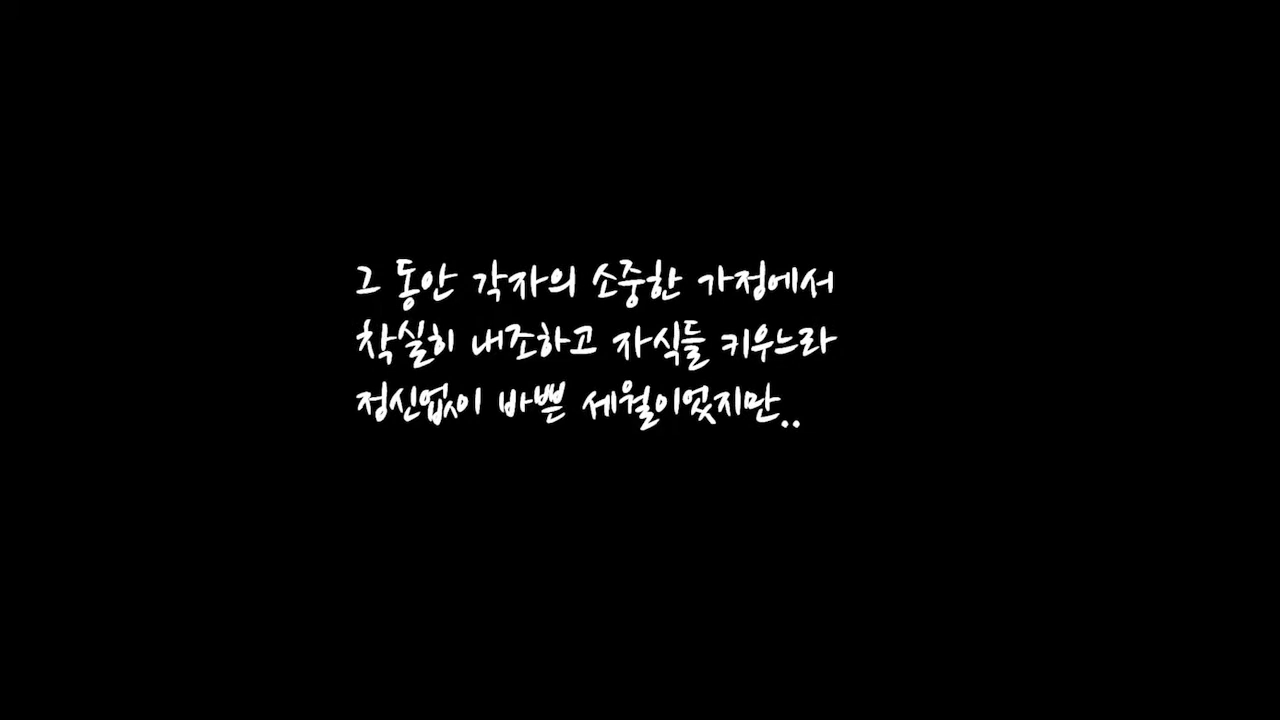 그 동안 각자의 소중한 가정에서
착실히 내조하고 자식들 키우느라
정신없이 바쁜 세월이었지만..